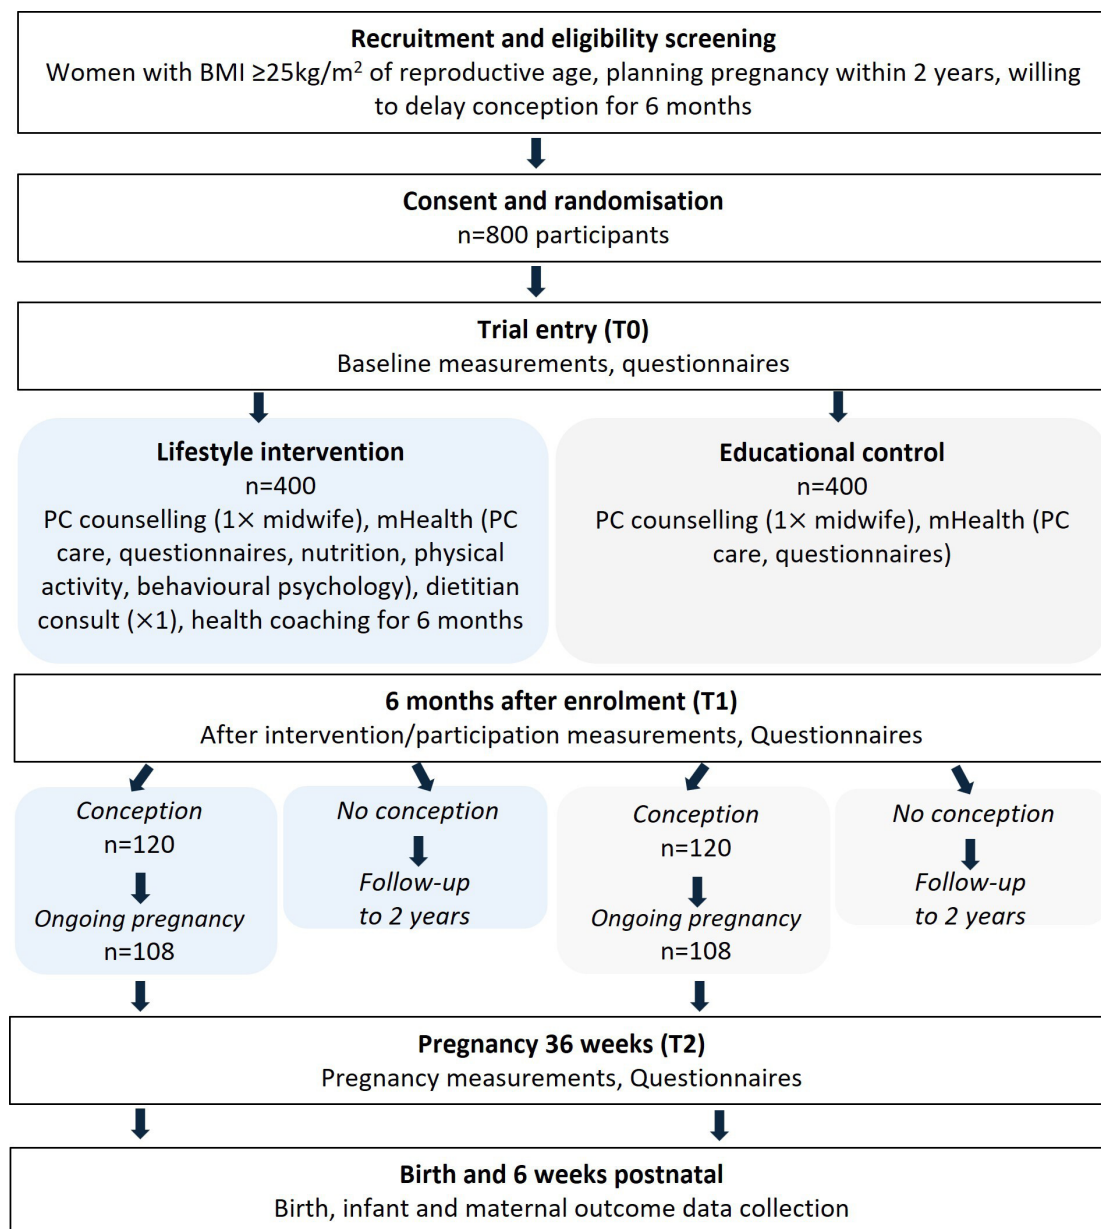 Recruitment and eligibility screening
Women with BMI ≥25kg/m² of reproductive age, planning pregnancy within 2 years, willing
to delay conception for 6 months
Consent and randomisation
n=800 participants
Trial entry (T0)
Baseline measurements, questionnaires
Lifestyle intervention
n=400
PC counselling (1× midwife), mHealth (PC
care, questionnaires, nutrition, physical
activity, behavioural psychology), dietitian
consult (×1), health coaching for 6 months
Educational control
n=400
PC counselling (1× midwife), mHealth (PC
care, questionnaires)
6 months after enrolment (T1)
After intervention/participation measurements, Questionnaires
Conception
n=120
Ongoing pregnancy
n=108
No conception
Follow-up
to 2 years
Conception
n=120
Ongoing pregnancy
n=108
No conception
Follow-up
to 2 years
Pregnancy 36 weeks (T2)
Pregnancy measurements, Questionnaires
Birth and 6 weeks postnatal
Birth, infant and maternal outcome data collection